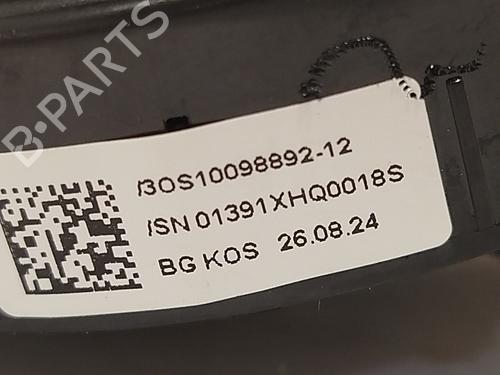 B-PARTS
/3OS10098892-12
/SN 01391XHQ0018S
BG KOS 26.08.24